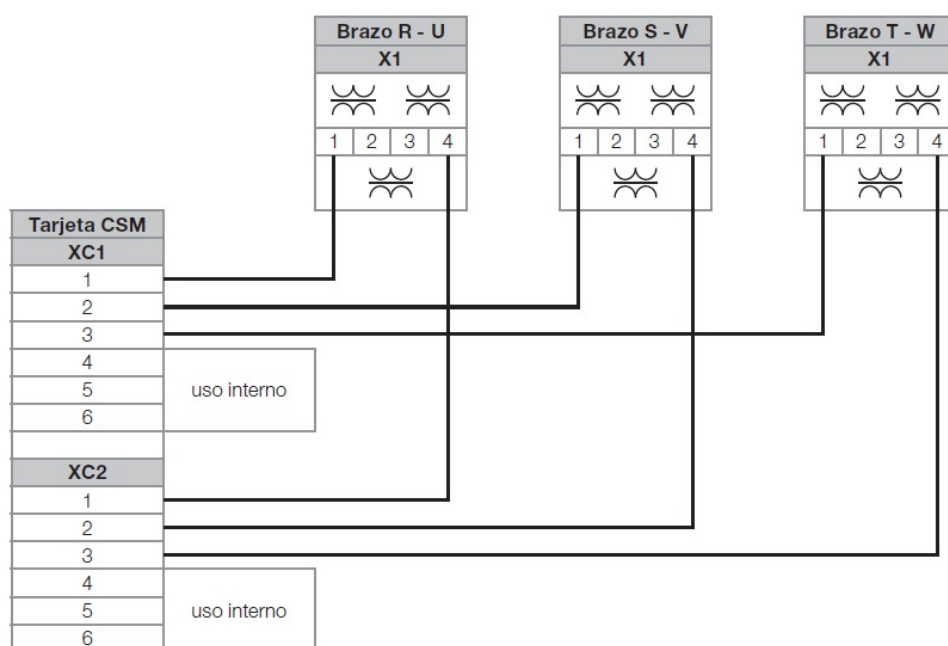 Brazo R - U
X1
1 2 3 4
Brazo S - V
X1
1 2 3 4
Brazo T - W
X1
1 2 3 4
Tarjeta CSM
XC1
1
2
3
4
5
6
uso interno
XC2
1
2
3
4
5
6
uso interno